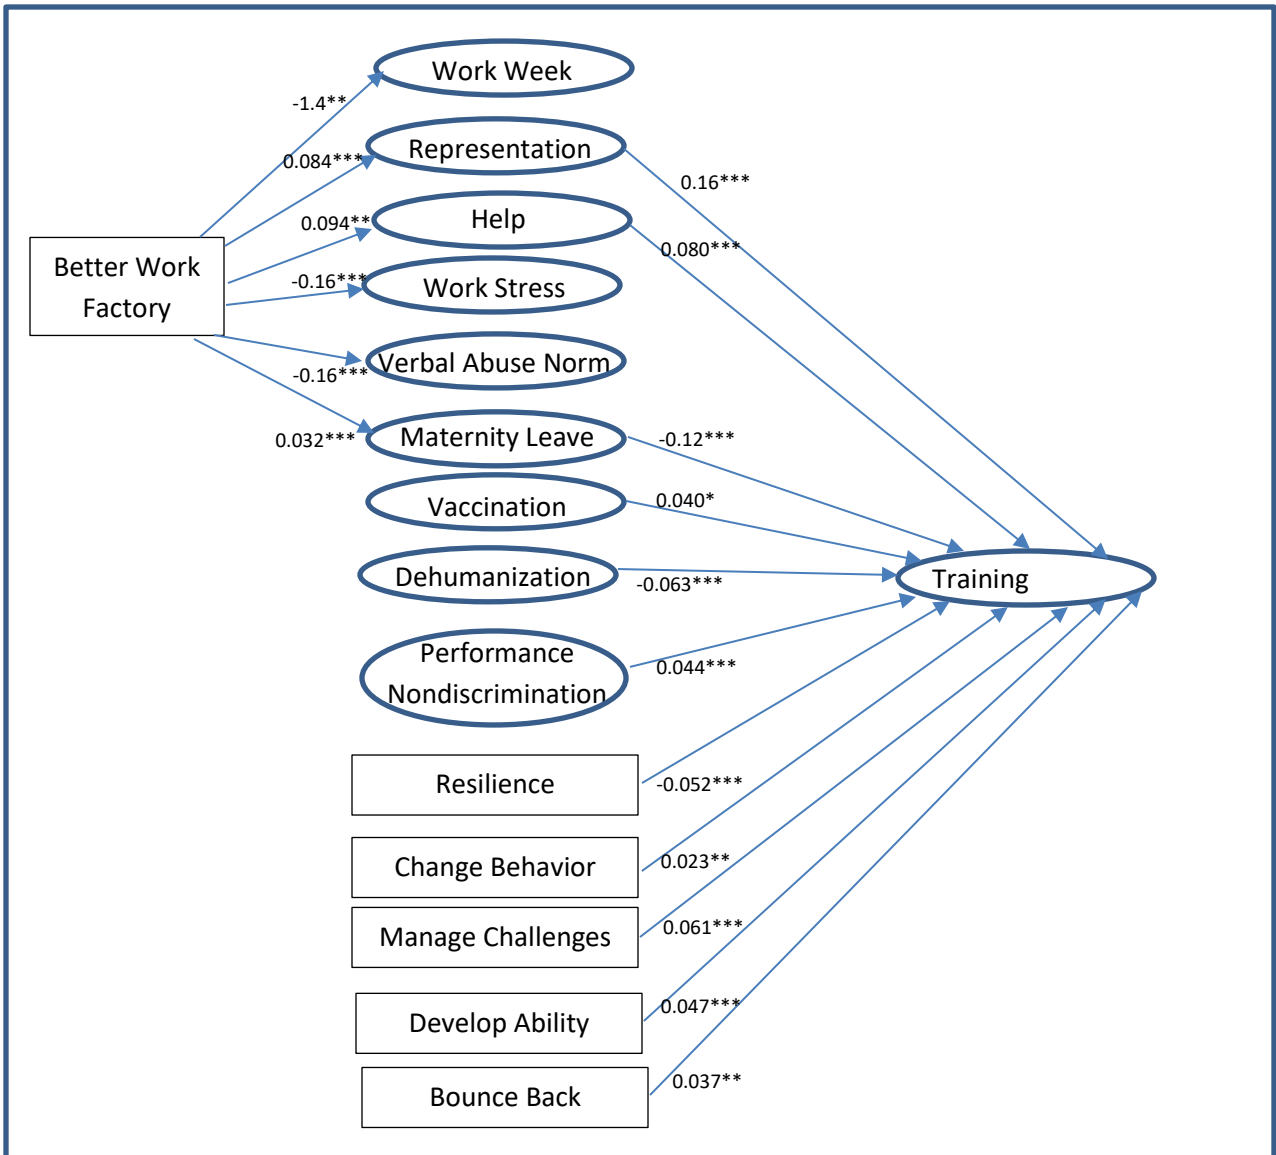 Work Week
-1.4**
Representation
0.084***
0.16***
Help
0.094**
0.080***
Better Work
Factory
-0.16***
Work Stress
Verbal Abuse Norm
-0.16***
Maternity Leave
0.032***
-0.12***
Vaccination
0.040*
Dehumanization
-0.063***
Training
Performance
Nondiscrimination
0.044***
Resilience
-0.052***
Change Behavior
0.023**
Manage Challenges
0.061***
Develop Ability
0.047***
Bounce Back
0.037**